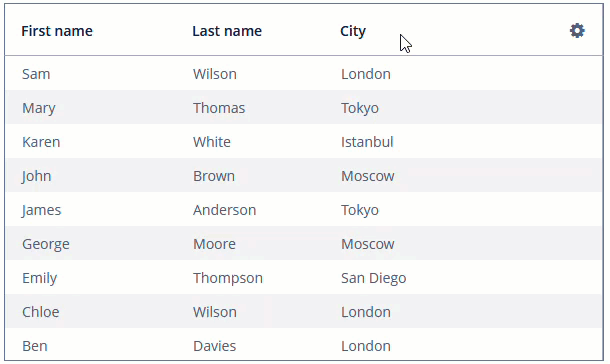 First name Last name City
Sam Wilson London
Mary Thomas Tokyo
Karen White Istanbul
John Brown Moscow
James Anderson Tokyo
George Moore Moscow
Emily Thompson San Diego
Chloe Wilson London
Ben Davies London